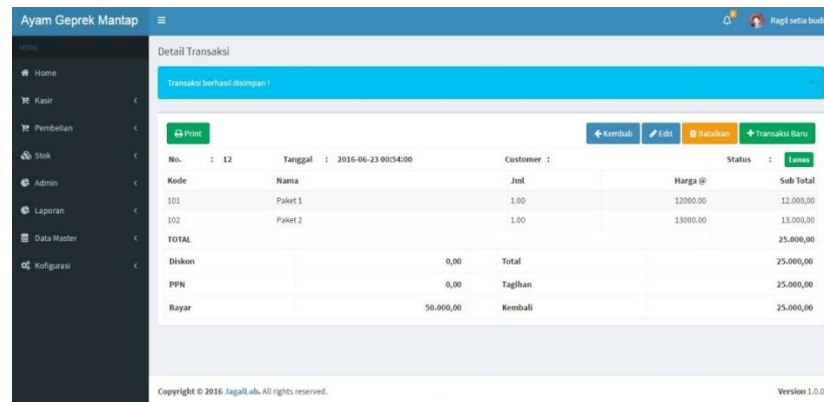 Ayam Geprek Mantap
Ragil setia budi
MENU
Detail Transaksi
Home
Transaksi berhasil disimpan !
Kasir
Pembelian
Print
Kembali Edit Batalkan Transaksi Baru
Stok
No. : 12 Tanggal : 2016-06-23 00:54:00 Customer : Status : Lunas
Admin
Kode Nama Jml Harga @ Sub Total
Laporan
101 Paket 1 1.00 12000.00 12.000,00
102 Paket 2 1.00 13000.00 13.000,00
Data Master
TOTAL 25.000,00
Kofigurasi
Diskon 0,00 Total 25.000,00
PPN 0,00 Tagihan 25.000,00
Bayar 50.000,00 Kembali 25.000,00
Copyright © 2016 JagalLab. All rights reserved. Version 1.0.0